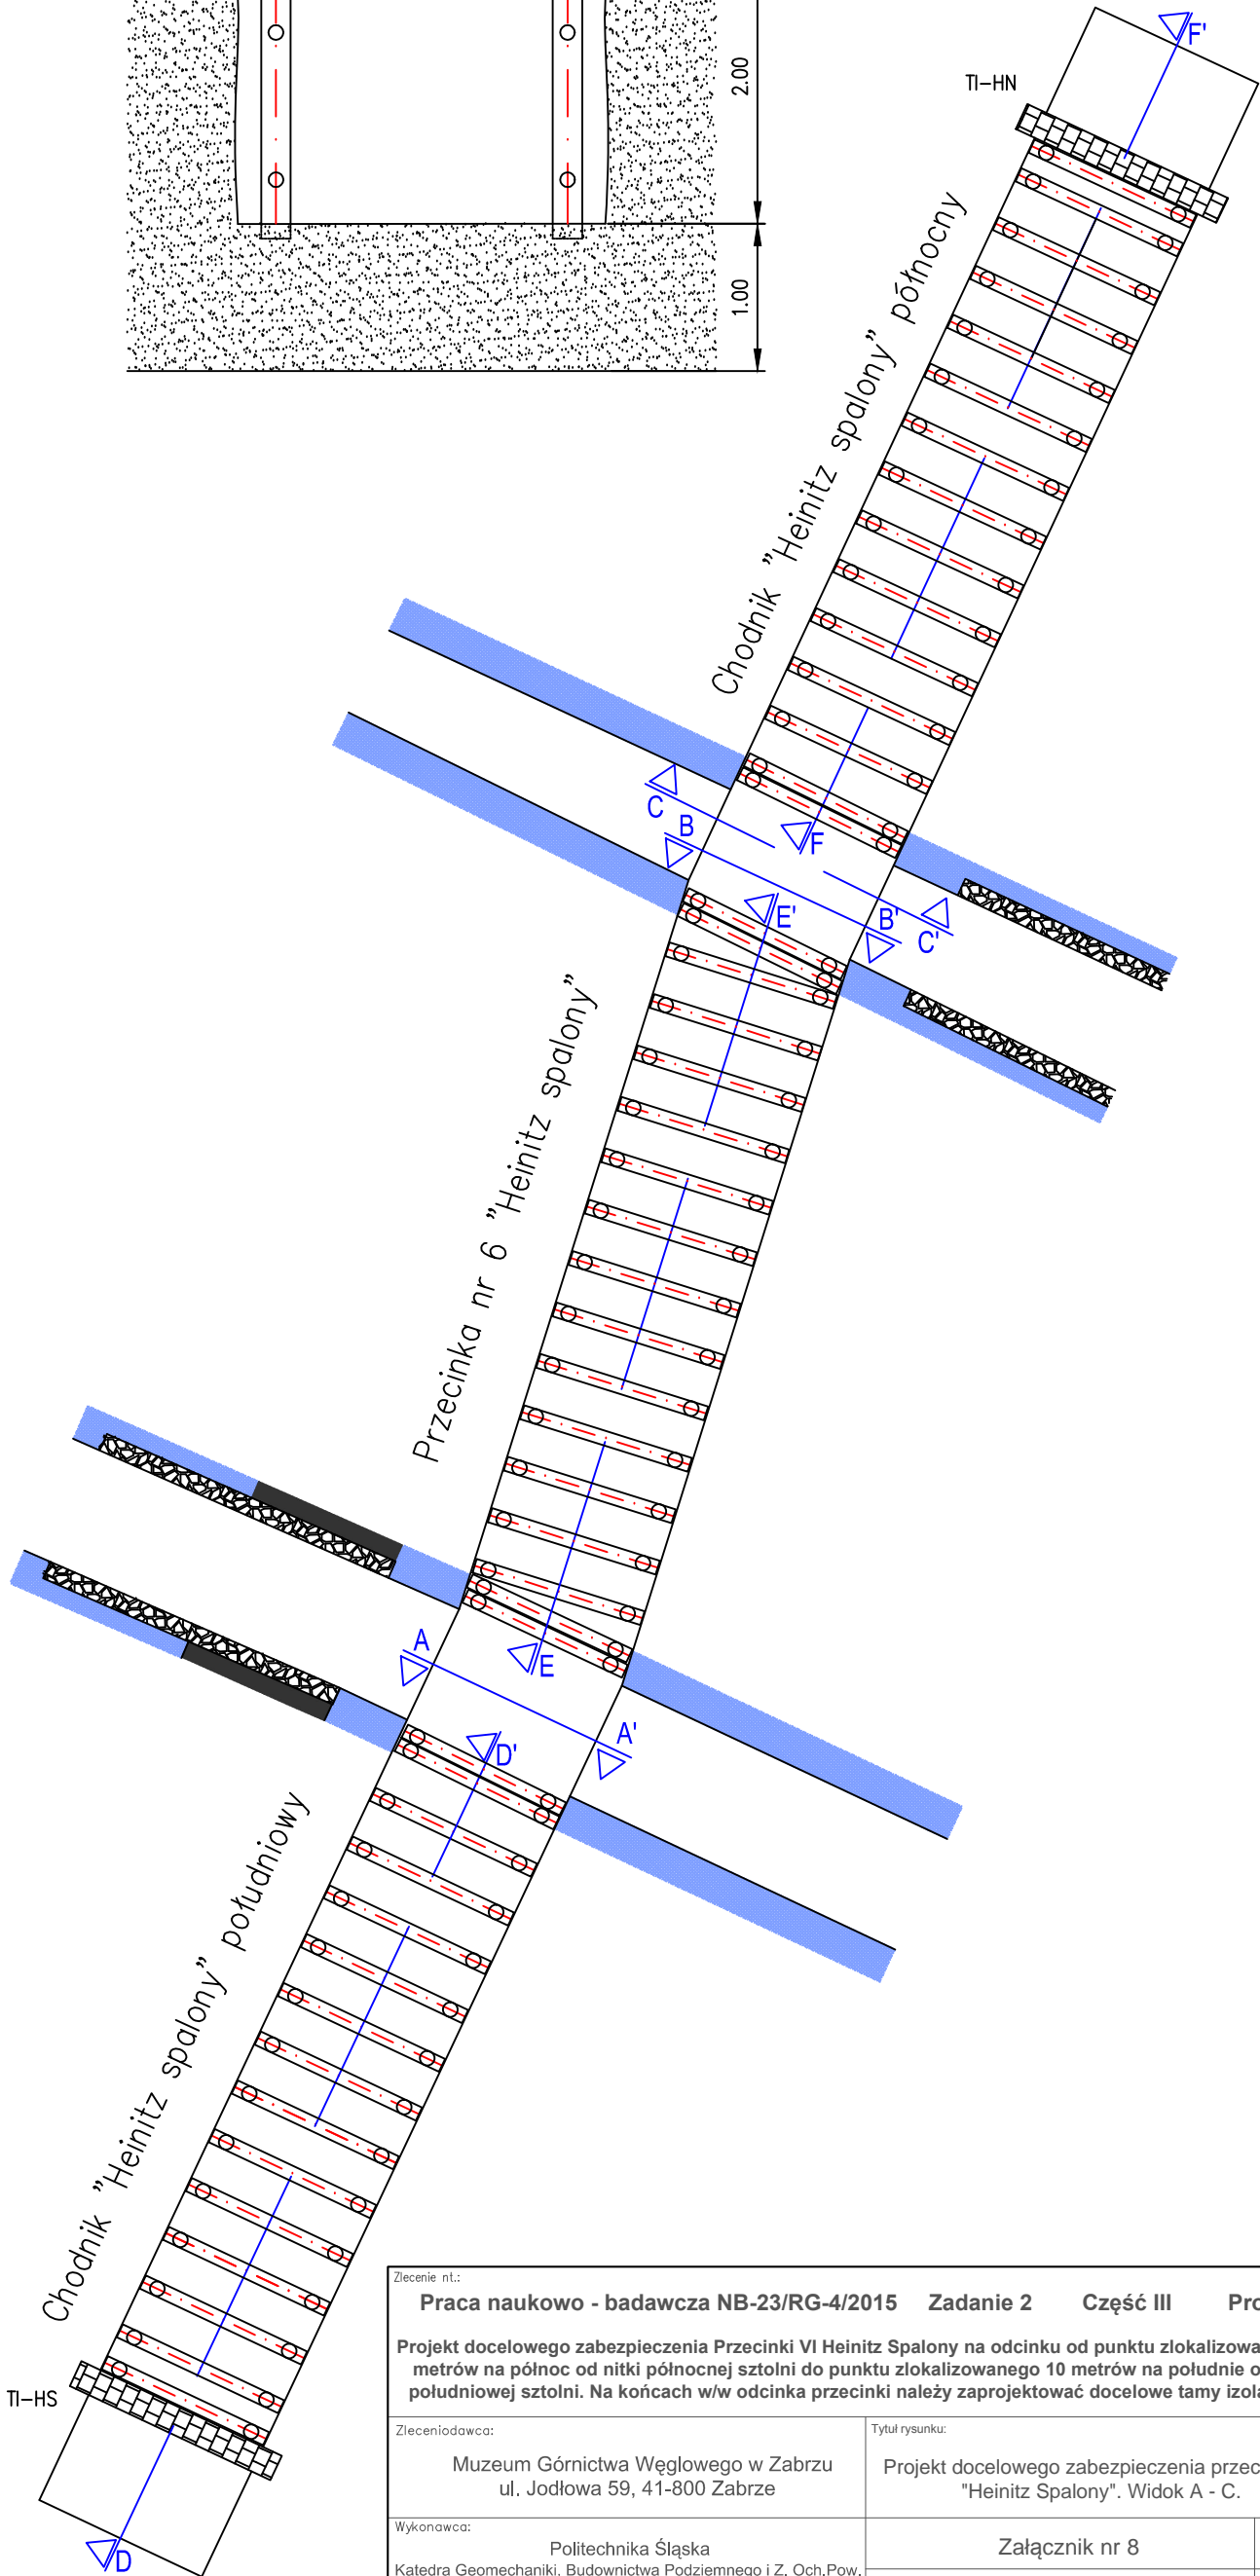 2.00
1.00
F'
TI-HN
Chodnik "Heinitz spalony" północny
C
B
F
E'
B'
C'
Przecinka nr 6 "Heinitz spalony"
A
E
A'
D'
Chodnik "Heinitz spalony" południowy
TI-HS
D
Zlecenie nt.:
Praca naukowo - badawcza NB-23/RG-4/2015 Zadanie 2 Część III Pro
Projekt docelowego zabezpieczenia Przecinki VI Heinitz Spalony na odcinku od punktu zlokalizowa
metrów na północ od nitki północnej sztolni do punktu zlokalizowanego 10 metrów na południe o
południowej sztolni. Na końcach w/w odcinka przecinki należy zaprojektować docelowe tamy izola
Zleceniodawca:
Muzeum Górnictwa Węglowego w Zabrzu
ul. Jodłowa 59, 41-800 Zabrze
Tytuł rysunku:
Projekt docelowego zabezpieczenia przec
"Heinitz Spalony". Widok A - C.
Wykonawca:
Politechnika Śląska
Katedra Geomechaniki, Budownictwa Podziemnego i Z. Och.Pow.
Załącznik nr 8